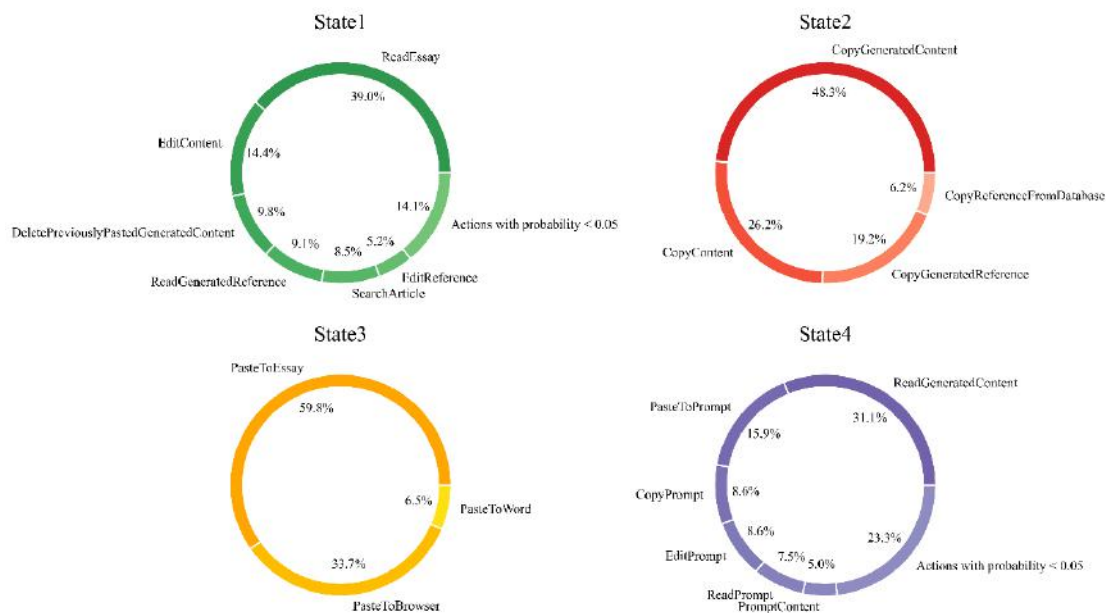 State1
ReadEssay
39.0%
EditContent
14.4%
DeletePreviouslyPastedGeneratedContent
9.8%
ReadGeneratedReference
9.1%
SearchArticle
8.5%
EditReference
5.2%
Actions with probability < 0.05
14.1%
State2
CopyGeneratedContent
48.3%
CopyContent
26.2%
CopyGeneratedReference
19.2%
CopyReferenceFromDatabase
6.2%
State3
PasteToEssay
59.8%
PasteToBrowser
33.7%
PasteToWord
6.5%
State4
ReadGeneratedContent
31.1%
PasteToPrompt
15.9%
CopyPrompt
8.6%
EditPrompt
8.6%
ReadPrompt
7.5%
PromptContent
5.0%
Actions with probability < 0.05
23.3%